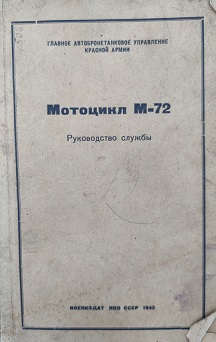 ГЛАВНОЕ АВТОБРОНЕТАНКОВОЕ УПРАВЛЕНИЕ
КРАСНОЙ АРМИИ
Мотоцикл М-72
Руководство службы
ВОЕНИЗДАТ НКО СССР 1942